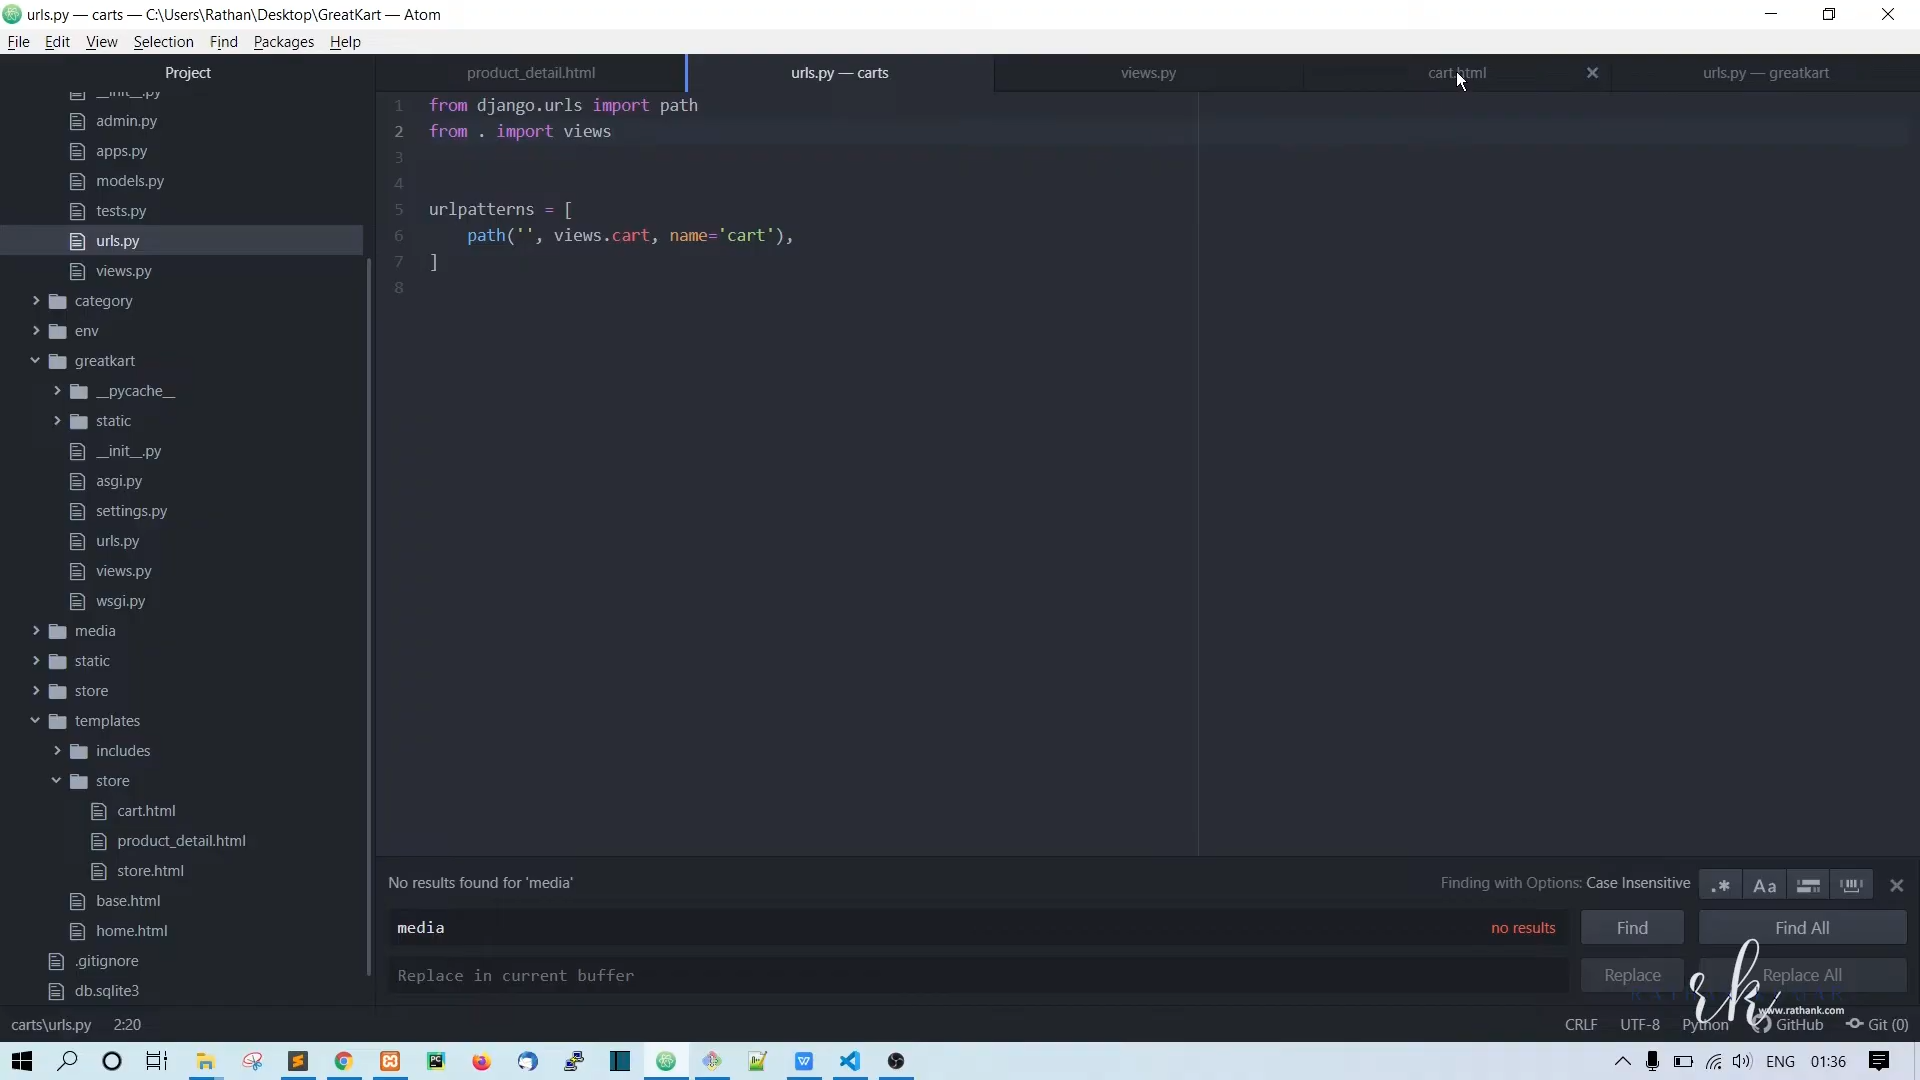 urls.py — carts — C:\Users\Rathan\Desktop\GreatKart — Atom
File Edit View Selection Find Packages Help
Project
product_detail.html
urls.py — carts
views.py
cart.html
urls.py — greatkart
__init__.py
admin.py
apps.py
models.py
tests.py
urls.py
views.py
category
env
greatkart
__pycache__
static
__init__.py
asgi.py
settings.py
urls.py
views.py
wsgi.py
media
static
store
templates
includes
store
cart.html
product_detail.html
store.html
base.html
home.html
.gitignore
db.sqlite3
1 from django.urls import path
2 from . import views
3
4
5 urlpatterns = [
6 path('', views.cart, name='cart'),
7 ]
8
No results found for 'media'
Finding with Options: Case Insensitive
.* Aa
media
no results
Find
Find All
Replace in current buffer
Replace
Replace All
rk
www.rathank.com
carts\urls.py 2:20
CRLF UTF-8 Python GitHub Git (0)
ENG 01:36